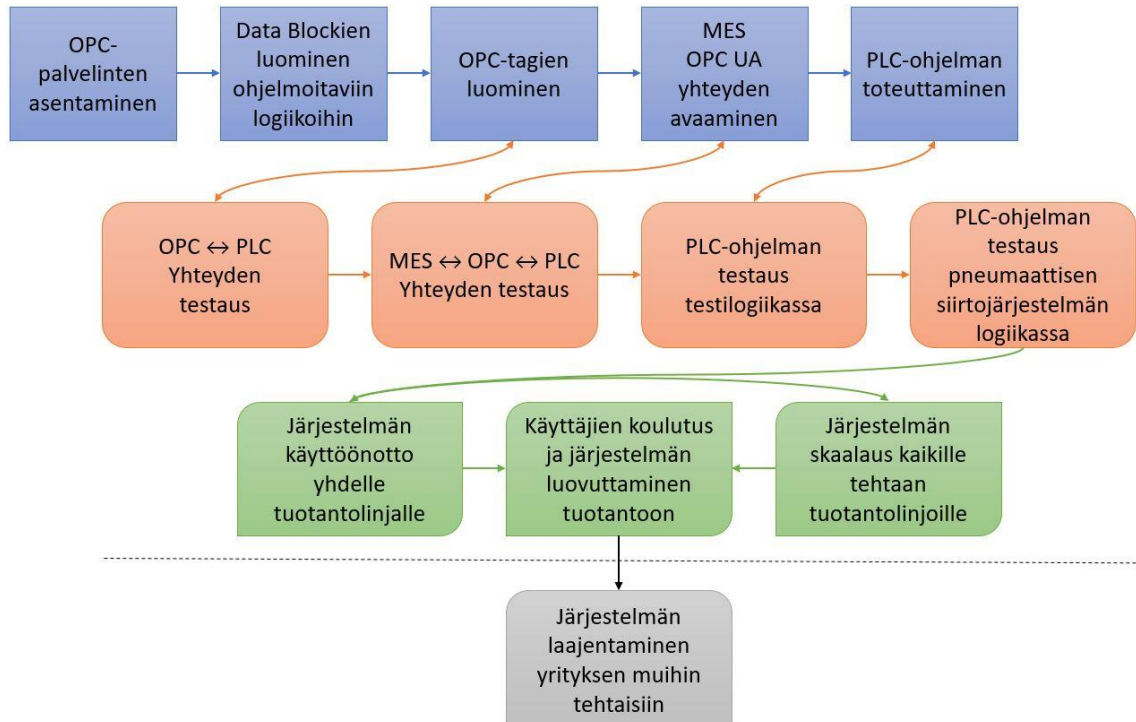 OPC-
palvelinten
asentaminen
Data Blockien
luominen
ohjelmoitaviin
logiikoihin
OPC-tagien
luominen
MES
OPC UA
yhteyden
avaaminen
PLC-ohjelman
toteuttaminen
OPC ↔ PLC
Yhteyden
testaus
MES ↔ OPC ↔ PLC
Yhteyden testaus
PLC-ohjelman
testaus
testilogiikassa
PLC-ohjelman
testaus
pneumaattisen
siirtojärjestelmän
logiikassa
Järjestelmän
käyttöönotto
yhdelle
tuotantolinjalle
Käyttäjien koulutus
ja järjestelmän
luovuttaminen
tuotantoon
Järjestelmän
skaalaus kaikille
tehtaan
tuotantolinjoille
Järjestelmän
laajentaminen
yrityksen muihin
tehtaisiin